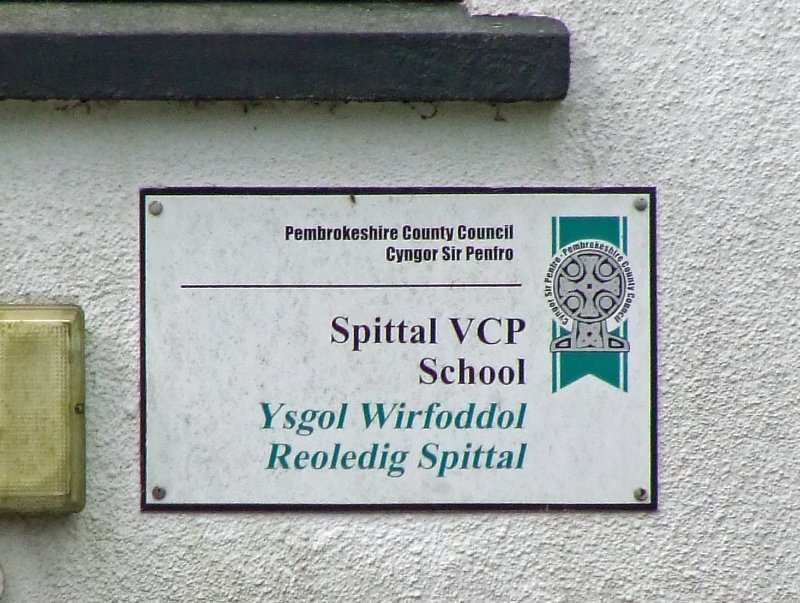 Pembrokeshire County Council
Cyngor Sir Penfro
Cyngor Sir Penfro · Pembrokeshire County Council
Spittal VCP
School
Ysgol Wirfoddol
Reoledig Spittal